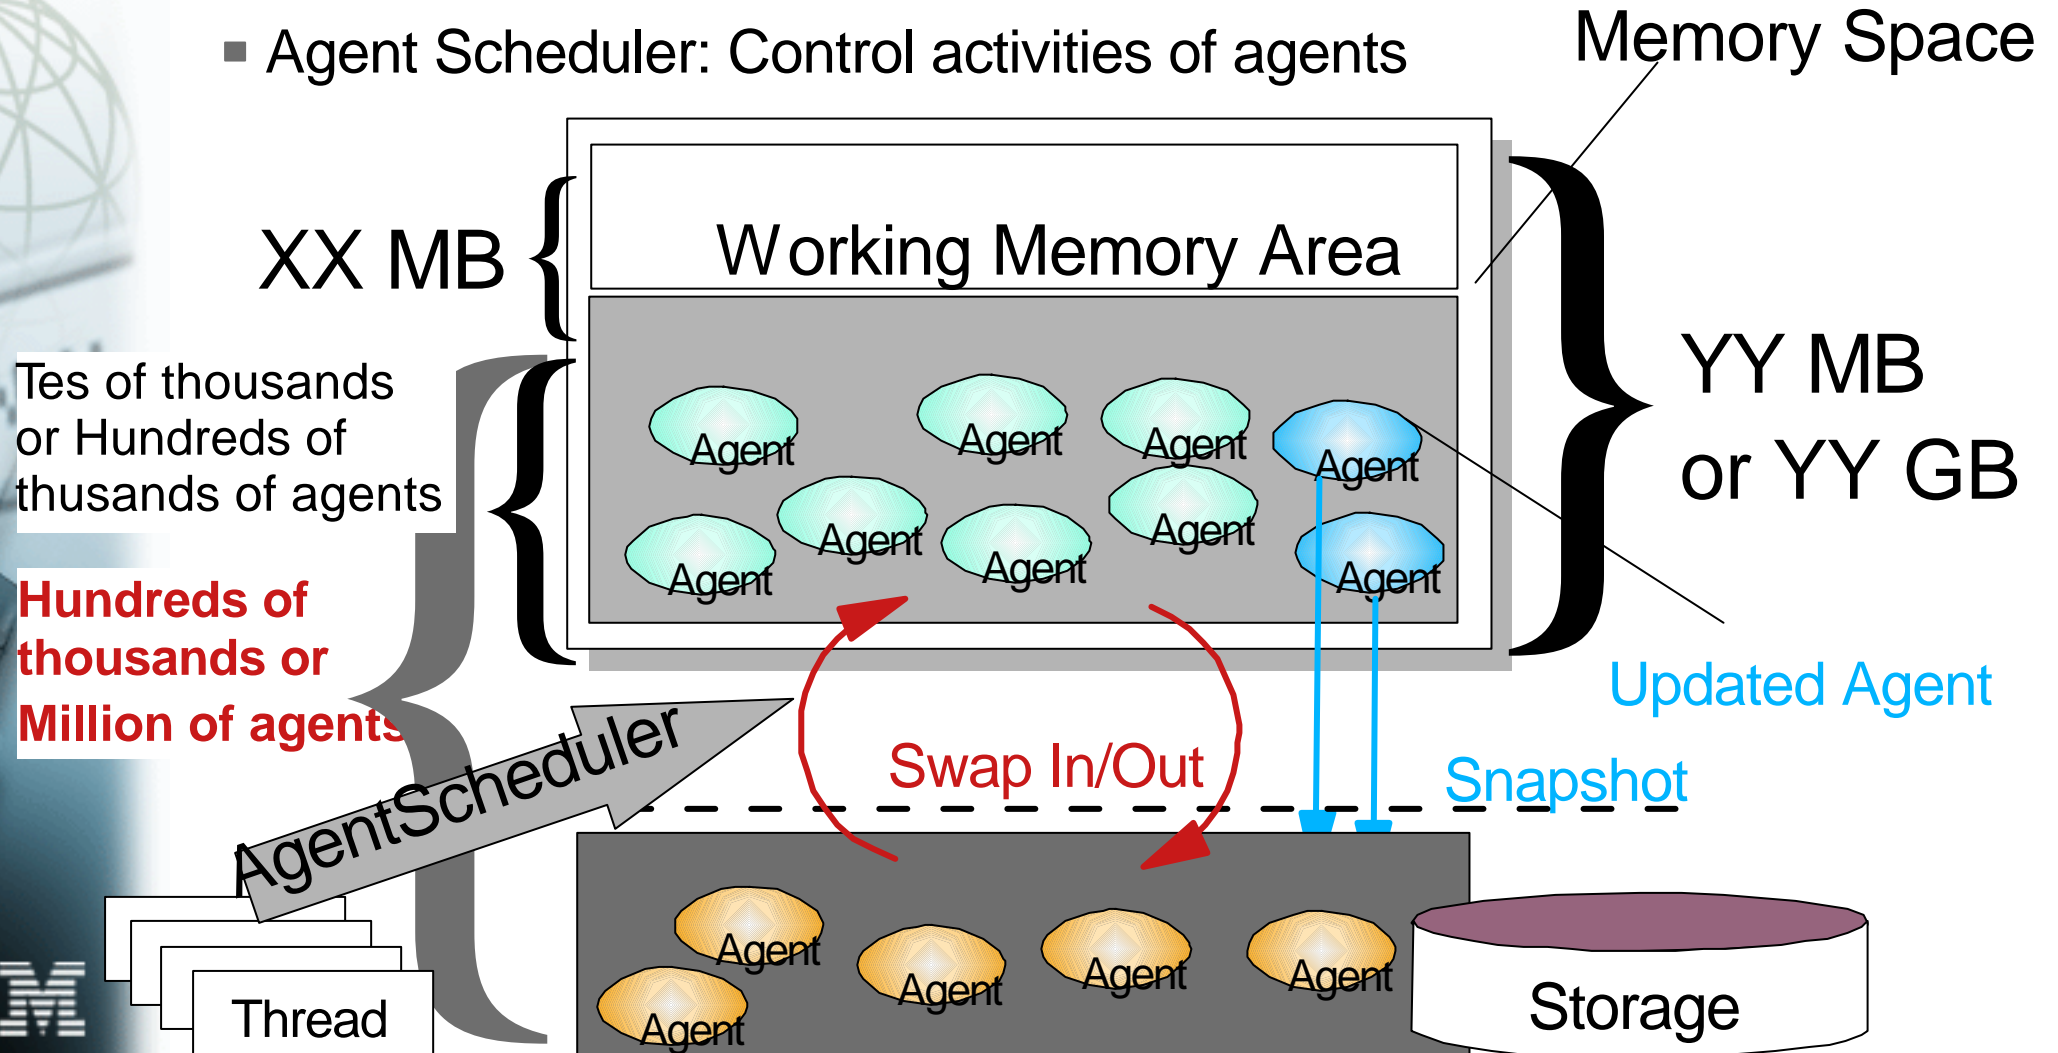 Agent Scheduler: Control activities of agents
Memory Space
XX MB
Working Memory Area
YY MB
or YY GB
Tes of thousands
or Hundreds of
thusands of agents
Agent
Agent
Agent
Agent
Agent
Agent
Agent
Agent
Agent
Hundreds of
thousands or
Million of agents
Updated Agent
AgentScheduler
Swap In/Out
Snapshot
Agent
Agent
Agent
Agent
Agent
Storage
Thread
M